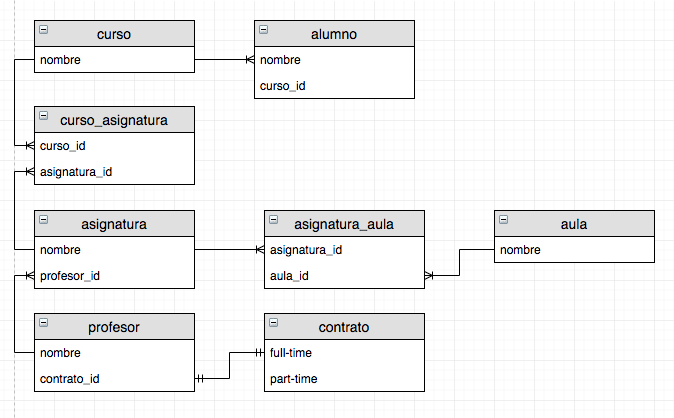 curso
nombre
alumno
nombre
curso_id
curso_asignatura
curso_id
asignatura_id
asignatura
nombre
profesor_id
asignatura_aula
asignatura_id
aula_id
aula
nombre
profesor
nombre
contrato_id
contrato
full-time
part-time